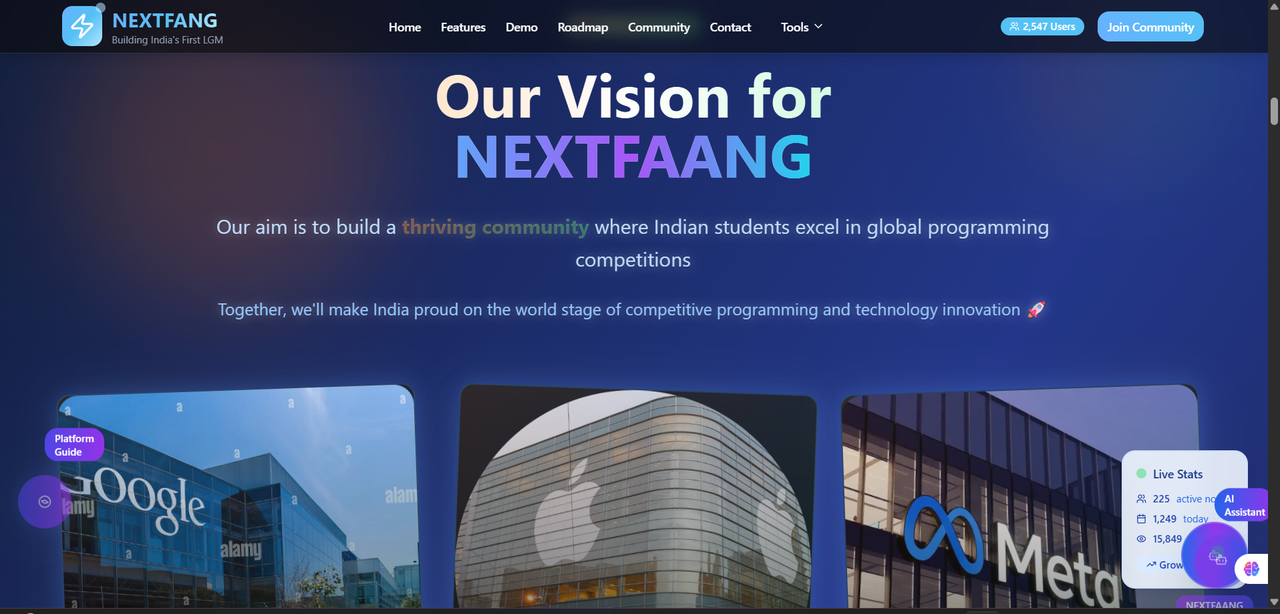 NEXTFANG
Building India's First LGM
Home
Features
Demo
Roadmap
Community
Contact
Tools
2,547 Users
Join Community
Our Vision for
NEXTFAANG
Our aim is to build a thriving community where Indian students excel in global programming
competitions
Together, we'll make India proud on the world stage of competitive programming and technology innovation 🚀
Platform
Guide
Google
a
a
a
a
a
a
a
a
a
a
a
alamy
alam
lamy
Meta
Live Stats
225 active no
1,249 today
15,849
Grow
AI
Assistant
NEXTFAANG